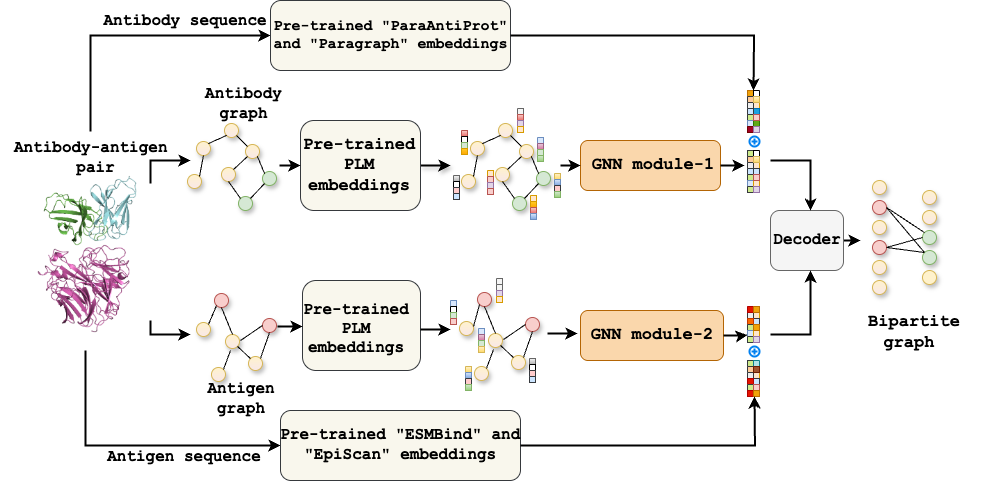 Antibody sequence
Pre-trained "ParaAntiProt"
and "Paragraph" embeddings
Antibody
graph
Antibody-antigen
pair
Pre-trained
PLM
embeddings
GNN module-1
Decoder
Bipartite
graph
Pre-trained
PLM
embeddings
GNN module-2
Antigen
graph
Antigen sequence
Pre-trained "ESMBind" and
"EpiScan" embeddings